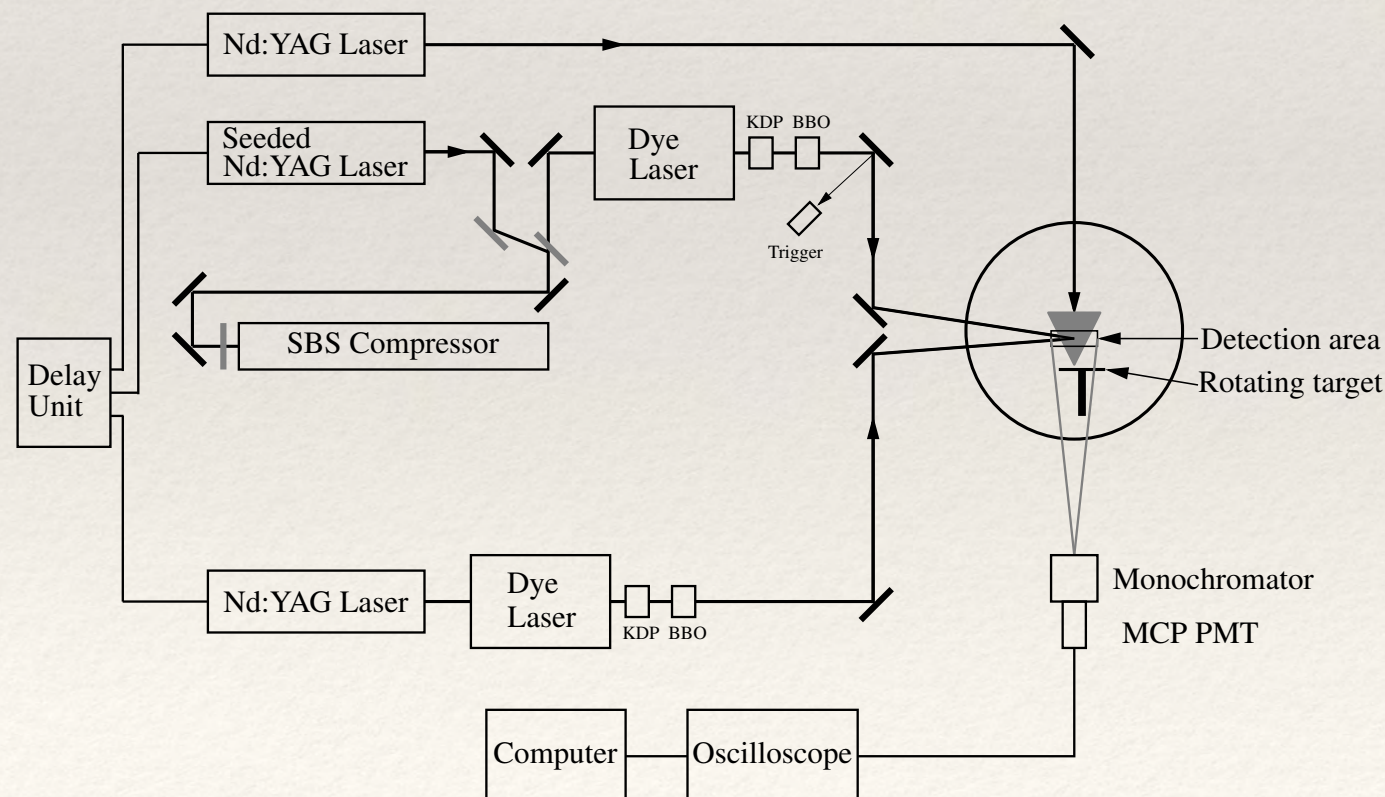 Nd:YAG Laser
Seeded
Nd:YAG Laser
Dye
Laser
KDP BBO
Trigger
SBS Compressor
Delay
Unit
Detection area
Rotating target
Nd:YAG Laser
Dye
Laser
KDP BBO
Monochromator
MCP PMT
Computer
Oscilloscope